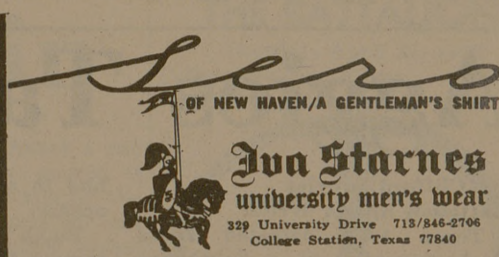 sero
OF NEW HAVEN/A GENTLEMAN'S SHIRT
Iva Starnes
university men's wear
329 University Drive 713/846-2706
College Station, Texas 77840